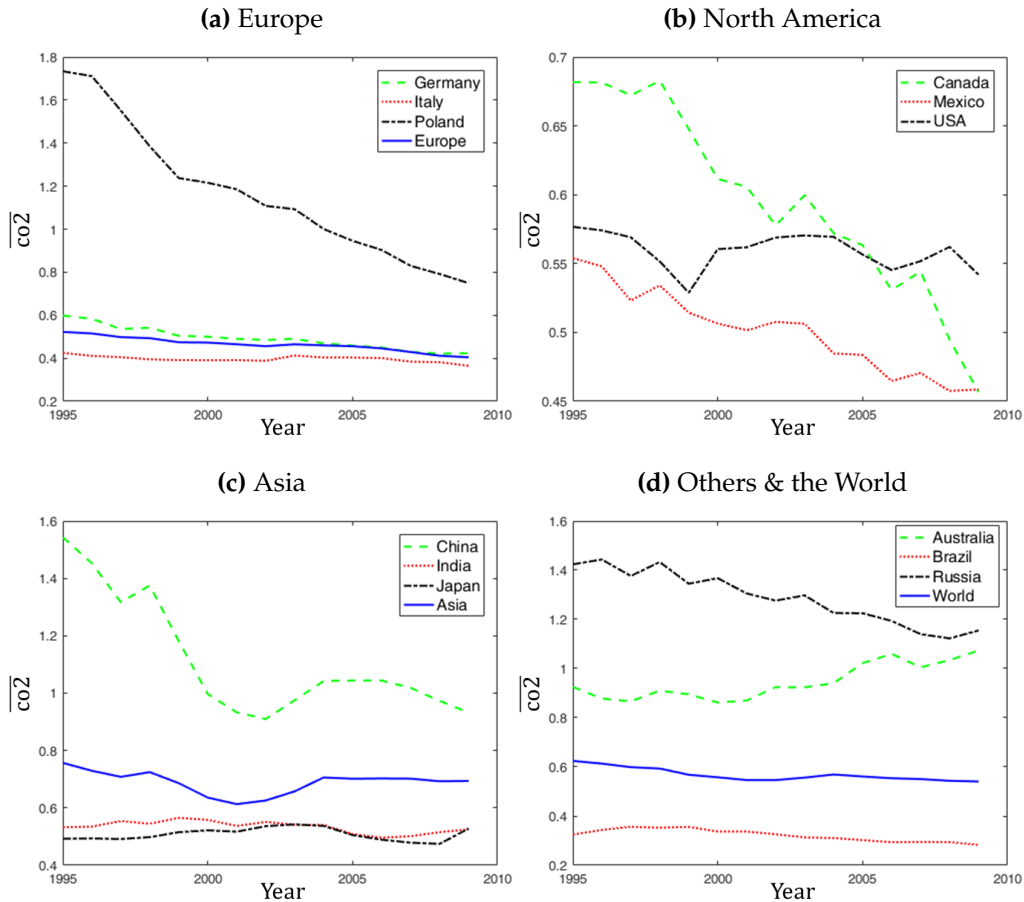 (a) Europe
1.8
1.6
1.4
1.2
1
0.8
0.6
0.4
0.2
co2
Germany
Italy
Poland
Europe
1995 2000 2005 2010
Year
(b) North America
0.7
0.65
0.6
0.55
0.5
0.45
co2
Canada
Mexico
USA
1995 2000 2005 2010
Year
(c) Asia
1.6
1.4
1.2
1
0.8
0.6
0.4
co2
China
India
Japan
Asia
1995 2000 2005 2010
Year
(d) Others & the World
1.6
1.4
1.2
1
0.8
0.6
0.4
0.2
co2
Australia
Brazil
Russia
World
1995 2000 2005 2010
Year